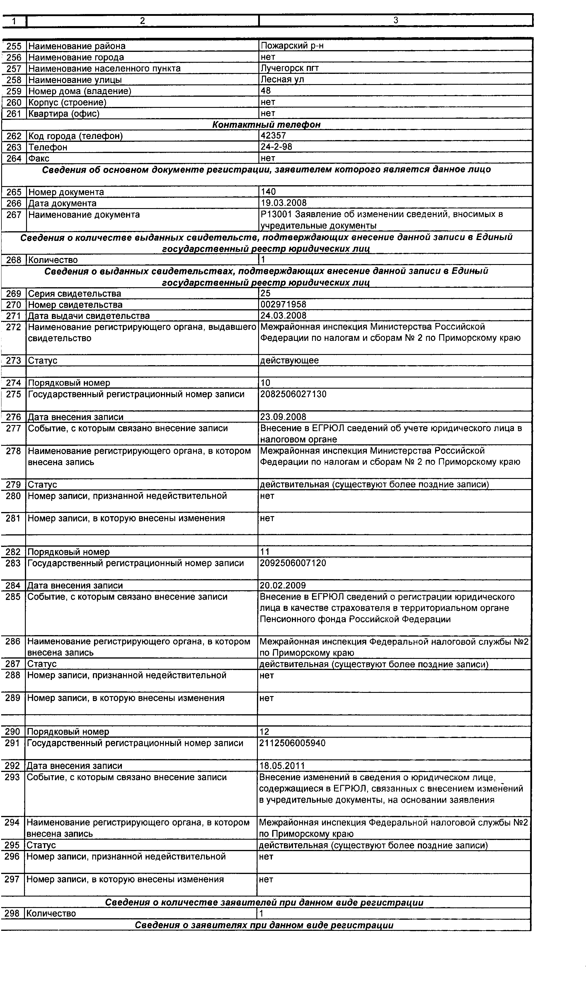 1 2 3
255 Наименование района Пожарский р-н
256 Наименование города нет
257 Наименование населенного пункта Лучегорск пгт
258 Наименование улицы Лесная ул
259 Номер дома (владение) 48
260 Корпус (строение) нет
261 Квартира (офис) нет
Контактный телефон
262 Код города (телефон) 42357
263 Телефон 24-2-98
264 Факс нет
Сведения об основном документе регистрации, заявителем которого является данное лицо
265 Номер документа 140
266 Дата документа 19.03.2008
267 Наименование документа Р13001 Заявление об изменении сведений, вносимых в
учредительные документы
Сведения о количестве выданных свидетельств, подтверждающих внесение данной записи в Единый
государственный реестр юридических лиц
268 Количество 1
Сведения о выданных свидетельствах, подтверждающих внесение данной записи в Единый
государственный реестр юридических лиц
269 Серия свидетельства 25
270 Номер свидетельства 002971958
271 Дата выдачи свидетельства 24.03.2008
272 Наименование регистрирующего органа, выдавшего Межрайонная инспекция Министерства Российской
свидетельство Федерации по налогам и сборам № 2 по Приморскому краю
273 Статус действующее
274 Порядковый номер 10
275 Государственный регистрационный номер записи 2082506027130
276 Дата внесения записи 23.09.2008
277 Событие, с которым связано внесение записи Внесение в ЕГРЮЛ сведений об учете юридического лица в
налоговом органе
278 Наименование регистрирующего органа, в котором Межрайонная инспекция Министерства Российской
внесена запись Федерации по налогам и сборам № 2 по Приморскому краю
279 Статус действительная (существуют более поздние записи)
280 Номер записи, признанной недействительной нет
281 Номер записи, в которую внесены изменения нет
282 Порядковый номер 11
283 Государственный регистрационный номер записи 2092506007120
284 Дата внесения записи 20.02.2009
285 Событие, с которым связано внесение записи Внесение в ЕГРЮЛ сведений о регистрации юридического
лица в качестве страхователя в территориальном органе
Пенсионного фонда Российской Федерации
286 Наименование регистрирующего органа, в котором Межрайонная инспекция Федеральной налоговой службы №2
внесена запись по Приморскому краю
287 Статус действительная (существуют более поздние записи)
288 Номер записи, признанной недействительной нет
289 Номер записи, в которую внесены изменения нет
290 Порядковый номер 12
291 Государственный регистрационный номер записи 2112506005940
292 Дата внесения записи 18.05.2011
293 Событие, с которым связано внесение записи Внесение изменений в сведения о юридическом лице,
содержащиеся в ЕГРЮЛ, связанных с внесением изменений
в учредительные документы, на основании заявления
294 Наименование регистрирующего органа, в котором Межрайонная инспекция Федеральной налоговой службы №2
внесена запись по Приморскому краю
295 Статус действительная (существуют более поздние записи)
296 Номер записи, признанной недействительной нет
297 Номер записи, в которую внесены изменения нет
Сведения о количестве заявителей при данном виде регистрации
298 Количество 1
Сведения о заявителях при данном виде регистрации